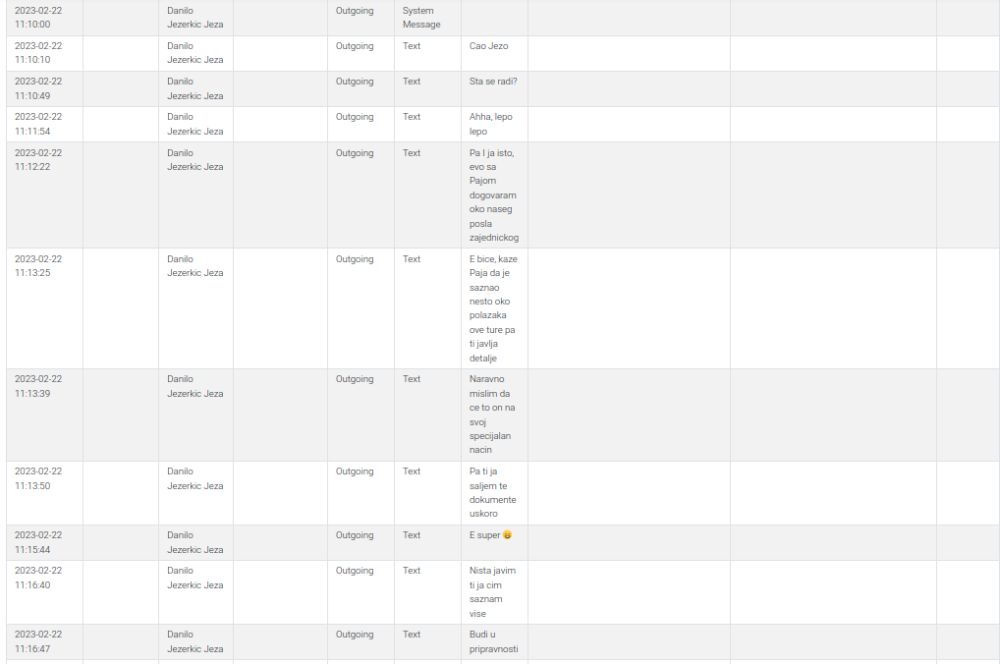 2023-02-22 Danilo Outgoing System
11:10:00 Jezerkic Jeza Message
2023-02-22 Danilo Outgoing Text Cao Jezo
11:10:10 Jezerkic Jeza
2023-02-22 Danilo Outgoing Text Sta se radi?
11:10:49 Jezerkic Jeza
2023-02-22 Danilo Outgoing Text Ahha, lepo
11:11:54 Jezerkic Jeza lepo
2023-02-22 Danilo Outgoing Text Pa I ja isto,
11:12:22 Jezerkic Jeza evo sa
Pajom
dogovaram
oko naseg
posla
zajednickog
2023-02-22 Danilo Outgoing Text E bice, kaze
11:13:25 Jezerkic Jeza Paja da je
saznao
nesto oko
polazaka
ove ture pa
ti javlja
detalje
2023-02-22 Danilo Outgoing Text Naravno
11:13:39 Jezerkic Jeza mislim da
ce to on na
svoj
specijalan
nacin
2023-02-22 Danilo Outgoing Text Pa ti ja
11:13:50 Jezerkic Jeza saljem te
dokumente
uskoro
2023-02-22 Danilo Outgoing Text E super 😄
11:15:44 Jezerkic Jeza
2023-02-22 Danilo Outgoing Text Nista javim
11:16:40 Jezerkic Jeza ti ja cim
saznam
vise
2023-02-22 Danilo Outgoing Text Budi u
11:16:47 Jezerkic Jeza pripravnosti